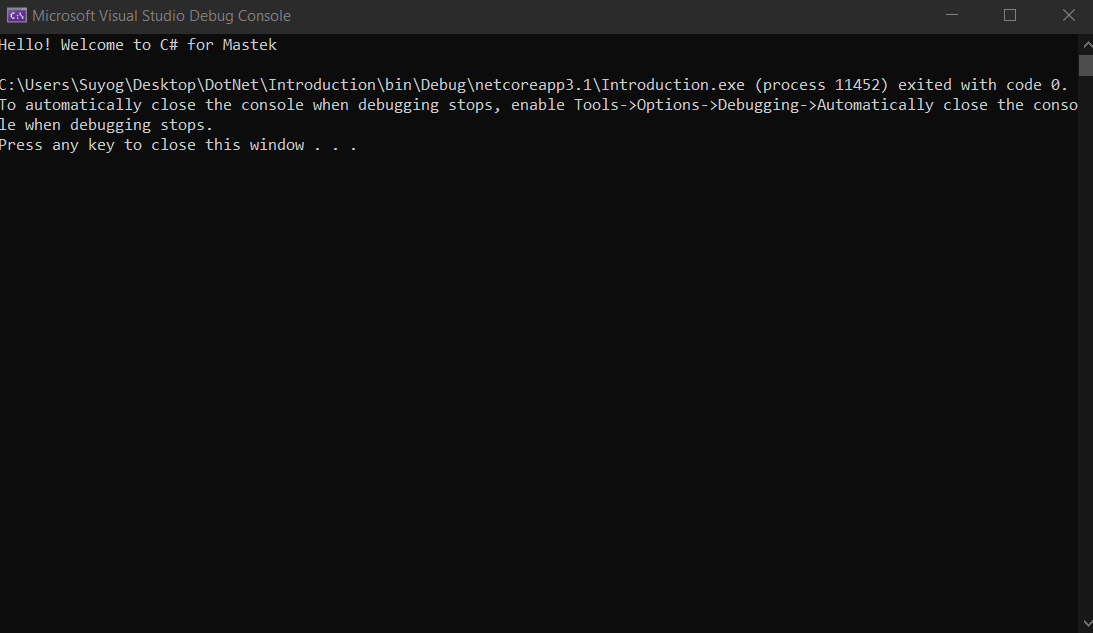 Microsoft Visual Studio Debug Console
Hello! Welcome to C# for Mastek
C:\Users\Suyog\Desktop\DotNet\Introduction\bin\Debug\netcoreapp3.1\Introduction.exe (process 11452) exited with code 0.
To automatically close the console when debugging stops, enable Tools->Options->Debugging->Automatically close the conso
le when debugging stops.
Press any key to close this window . . .